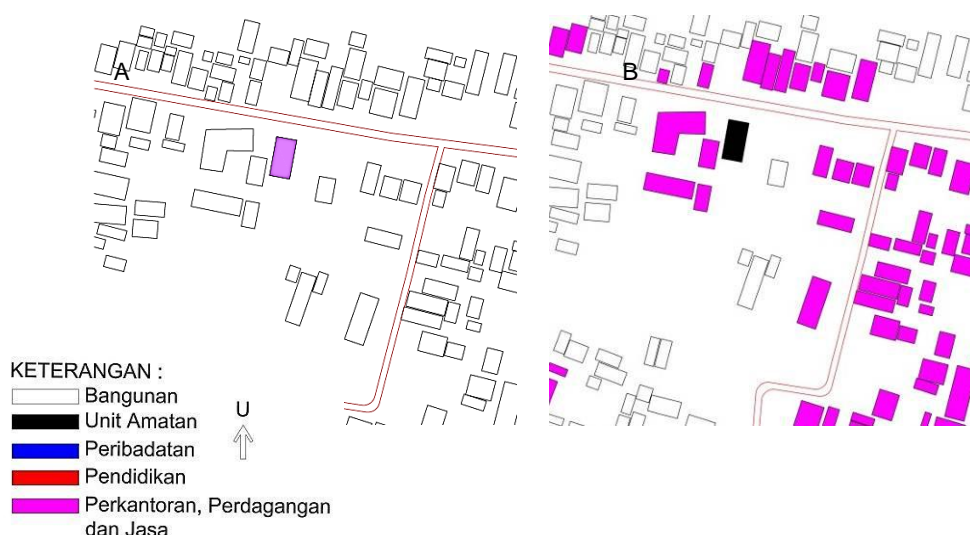 A
B
KETERANGAN :
Bangunan
Unit Amatan
U
Peribadatan
Pendidikan
Perkantoran, Perdagangan
dan Jasa